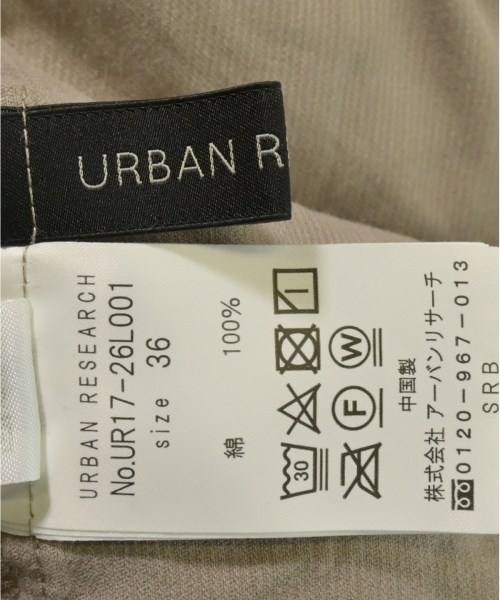 URBAN R
URBAN RESEARCH
No.UR17-26L001
size 36
綿 100%
30
F
W
中国製
株式会社 アーバンリサーチ
0120-967-013
SRB